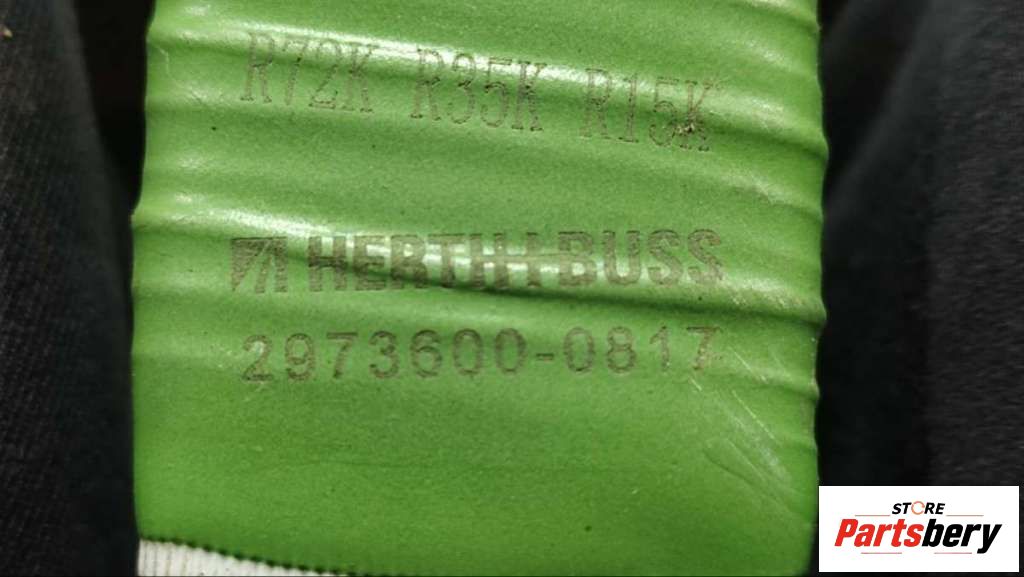 R72K R35K R15K
HERTH+BUSS
2973600-0817
STORE
Partsbery